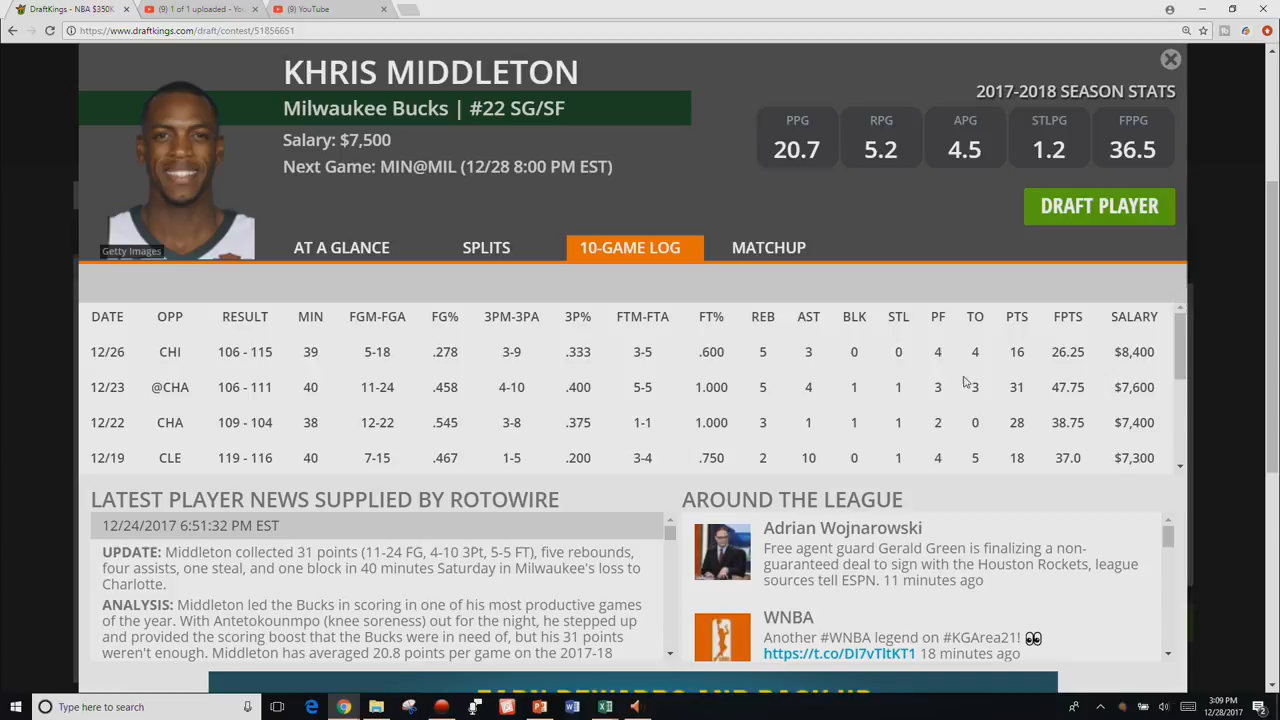 DraftKings - NBA $350K
(9) 1 of 1 uploaded - You
(9) YouTube
https://www.draftkings.com/draft/contest/51856651
KHRIS MIDDLETON
Milwaukee Bucks | #22 SG/SF
Salary: $7,500
Next Game: MIN@MIL (12/28 8:00 PM EST)
Getty Images
2017-2018 SEASON STATS
PPG RPG APG STLPG FPPG
20.7 5.2 4.5 1.2 36.5
DRAFT PLAYER
AT A GLANCE SPLITS 10-GAME LOG MATCHUP
DATE OPP RESULT MIN FGM-FGA FG% 3PM-3PA 3P% FTM-FTA FT% REB AST BLK STL PF TO PTS FPTS SALARY
12/26 CHI 106 - 115 39 5-18 .278 3-9 .333 3-5 .600 5 3 0 0 4 4 16 26.25 $8,400
12/23 @CHA 106 - 111 40 11-24 .458 4-10 .400 5-5 1.000 5 4 1 1 3 3 31 47.75 $7,600
12/22 CHA 109 - 104 38 12-22 .545 3-8 .375 1-1 1.000 3 1 1 1 2 0 28 38.75 $7,400
12/19 CLE 119 - 116 40 7-15 .467 1-5 .200 3-4 .750 2 10 0 1 4 5 18 37.0 $7,300
LATEST PLAYER NEWS SUPPLIED BY ROTOWIRE
12/24/2017 6:51:32 PM EST
UPDATE: Middleton collected 31 points (11-24 FG, 4-10 3Pt, 5-5 FT), five rebounds,
four assists, one steal, and one block in 40 minutes Saturday in Milwaukee's loss to
Charlotte.
ANALYSIS: Middleton led the Bucks in scoring in one of his most productive games
of the year. With Antetokounmpo (knee soreness) out for the night, he stepped up
and provided the scoring boost that the Bucks were in need of, but his 31 points
weren't enough. Middleton has averaged 20.8 points per game on the 2017-18
AROUND THE LEAGUE
Adrian Wojnarowski
Free agent guard Gerald Green is finalizing a non-
guaranteed deal to sign with the Houston Rockets, league
sources tell ESPN. 11 minutes ago
WNBA
Another #WNBA legend on #KGArea21! 👀
https://t.co/DI7vTltKT1 18 minutes ago
EARN REWARDS AND BACK UP
Type here to search
3:09 PM
12/28/2017